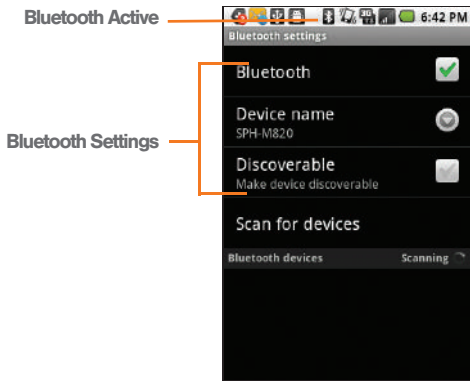 Bluetooth Active
6:42 PM
Bluetooth settings
Bluetooth
Device name
SPH-M820
Bluetooth Settings
Discoverable
Make device discoverable
Scan for devices
Bluetooth devices Scanning